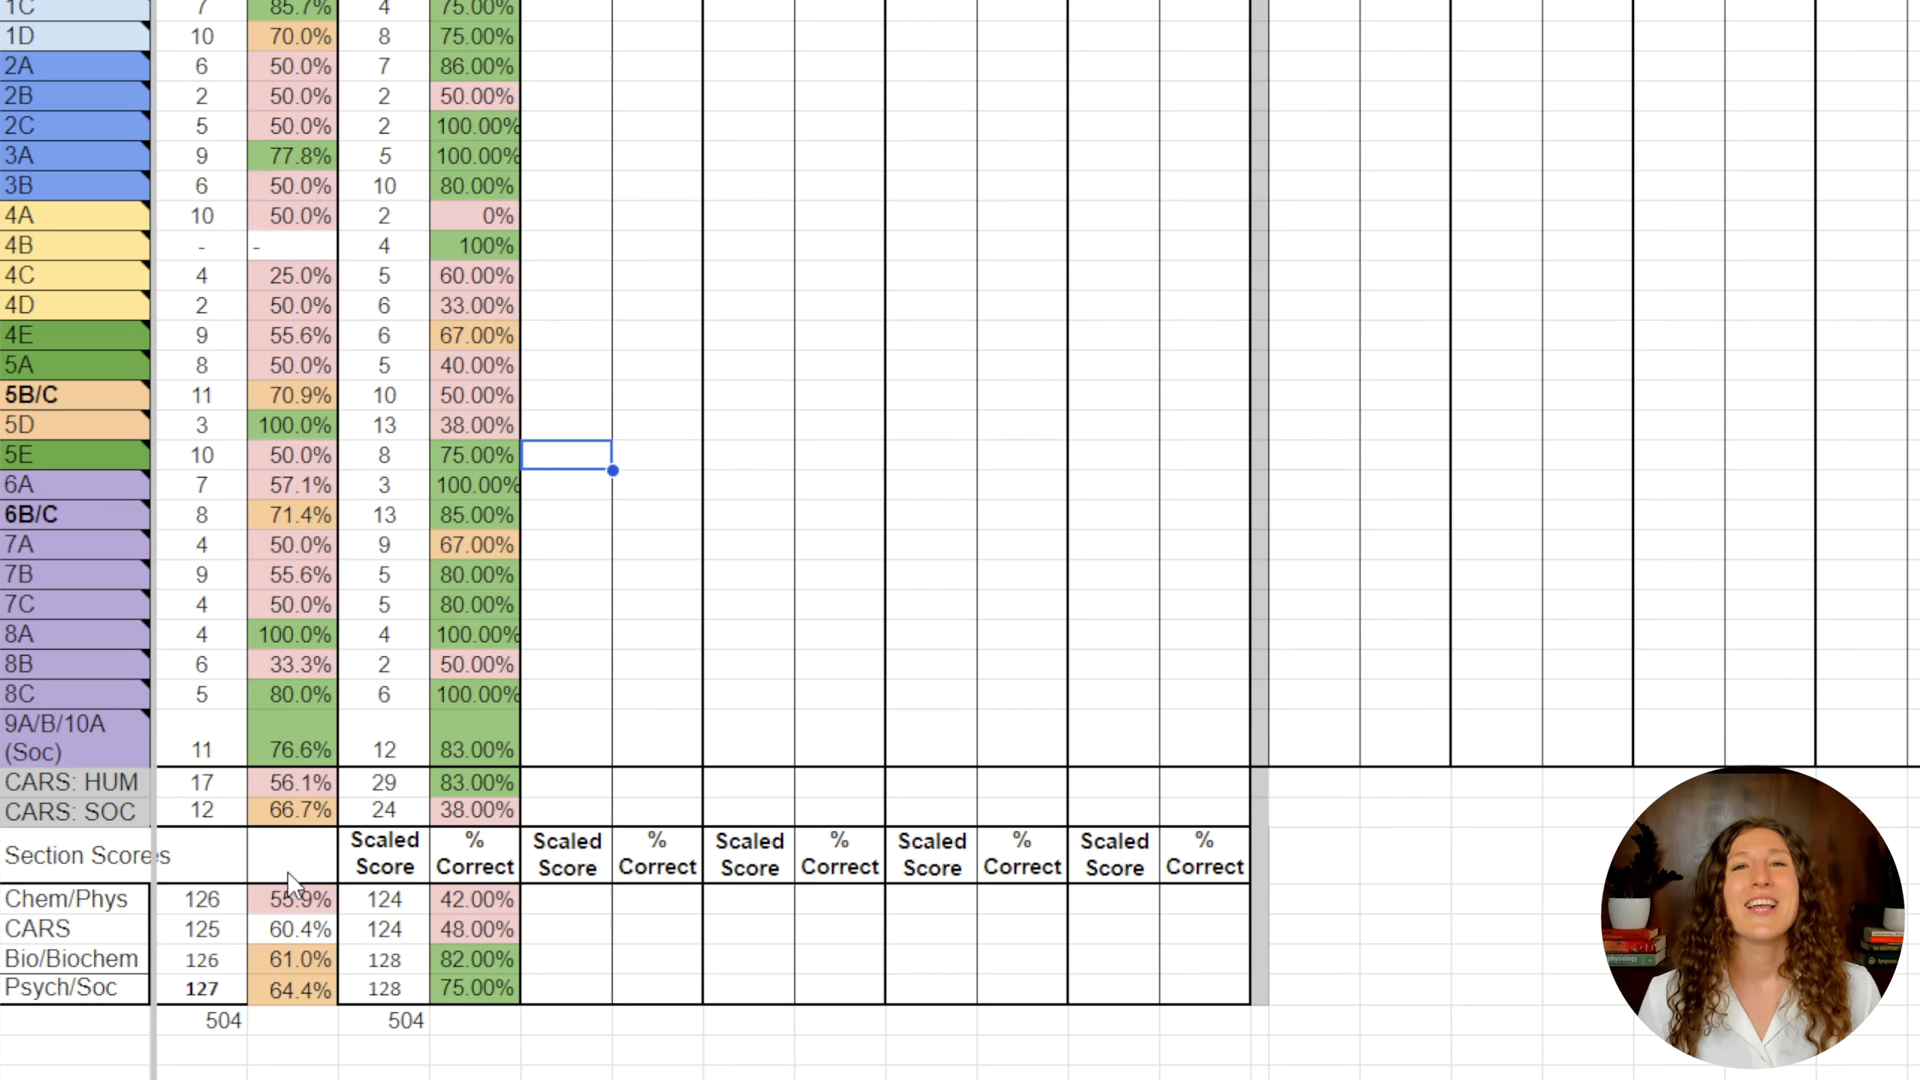 1C 7 85.7% 4 75.00%
1D 10 70.0% 8 75.00%
2A 6 50.0% 7 86.00%
2B 2 50.0% 2 50.00%
2C 5 50.0% 2 100.00%
3A 9 77.8% 5 100.00%
3B 6 50.0% 10 80.00%
4A 10 50.0% 2 0%
4B - - 4 100%
4C 4 25.0% 5 60.00%
4D 2 50.0% 6 33.00%
4E 9 55.6% 6 67.00%
5A 8 50.0% 5 40.00%
5B/C 11 70.9% 10 50.00%
5D 3 100.0% 13 38.00%
5E 10 50.0% 8 75.00%
6A 7 57.1% 3 100.00%
6B/C 8 71.4% 13 85.00%
7A 4 50.0% 9 67.00%
7B 9 55.6% 5 80.00%
7C 4 50.0% 5 80.00%
8A 4 100.0% 4 100.00%
8B 6 33.3% 2 50.00%
8C 5 80.0% 6 100.00%
9A/B/10A
(Soc) 11 76.6% 12 83.00%
CARS: HUM 17 56.1% 29 83.00%
CARS: SOC 12 66.7% 24 38.00%
Section Scores Scaled Score % Correct Scaled Score % Correct Scaled Score % Correct Scaled Score % Correct Scaled Score % Correct
Chem/Phys 126 55.9% 124 42.00%
CARS 125 60.4% 124 48.00%
Bio/Biochem 126 61.0% 128 82.00%
Psych/Soc 127 64.4% 128 75.00%
504 504